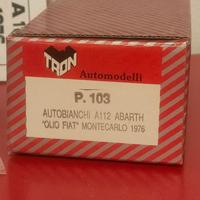 TRON
Automodelli
P. 103
AUTOBIANCHI A112 ABARTH
"OLIO FIAT" MONTECARLO 1976